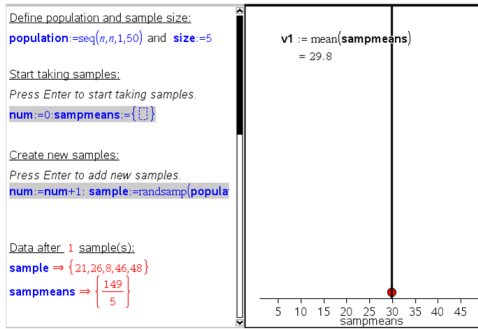 Define population and sample size:
population:=seq(n,n,1,50) and size:=5
Start taking samples:
Press Enter to start taking samples.
num:=0:sampmeans:={}
Create new samples:
Press Enter to add new samples.
num:=num+1: sample:=randsamp(popula
Data after 1 sample(s):
sample ⇒ {21,26,8,46,48}
sampmeans ⇒ {149/5}
v1 := mean(sampmeans)
= 29.8
5 10 15 20 25 30 35 40 45
sampmeans